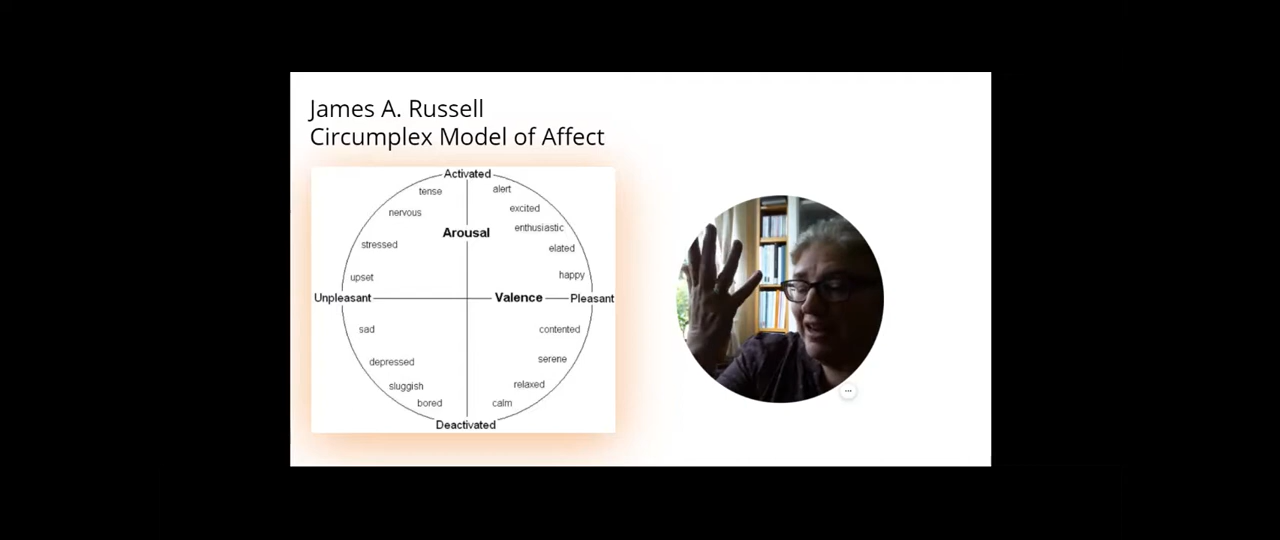 James A. Russell
Circumplex Model of Affect
Activated
tense
alert
nervous
excited
enthusiastic
Arousal
stressed
elated
upset
happy
Unpleasant
Valence
Pleasant
sad
contented
depressed
serene
sluggish
relaxed
bored
calm
Deactivated